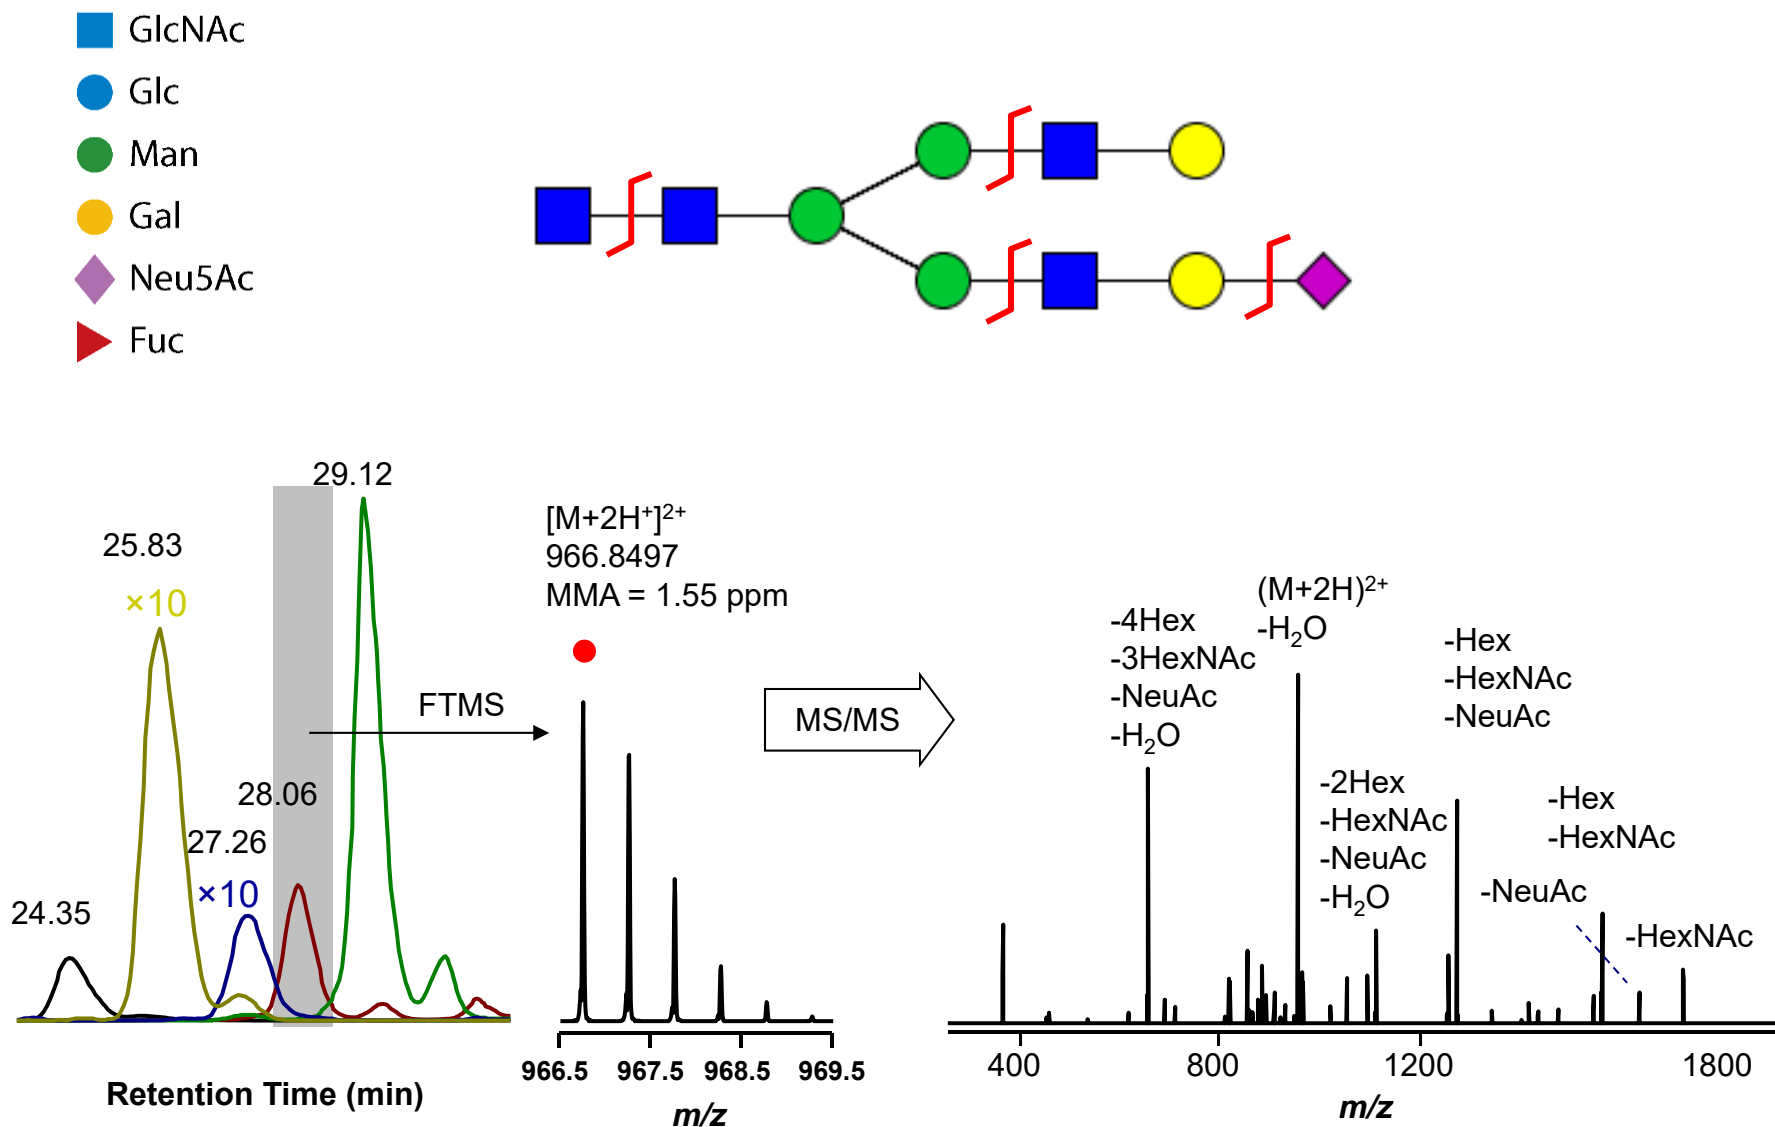 GlcNAc
Glc
Man
Gal
Neu5Ac
Fuc
29.12
25.83
×10
28.06
27.26
×10
24.35
FTMS
Retention Time (min)
[M+2H⁺]²⁺
966.8497
MMA = 1.55 ppm
966.5 967.5 968.5 969.5
m/z
MS/MS
-4Hex
-3HexNAc
-NeuAc
-H₂O
(M+2H)²⁺
-H₂O
-2Hex
-HexNAc
-NeuAc
-H₂O
-Hex
-HexNAc
-NeuAc
-Hex
-HexNAc
-NeuAc
-HexNAc
400 800 1200 1800
m/z